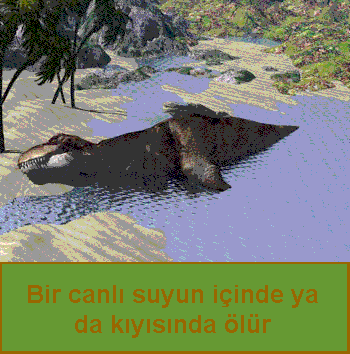 Bir canlı suyun içinde ya
da kıyısında ölür